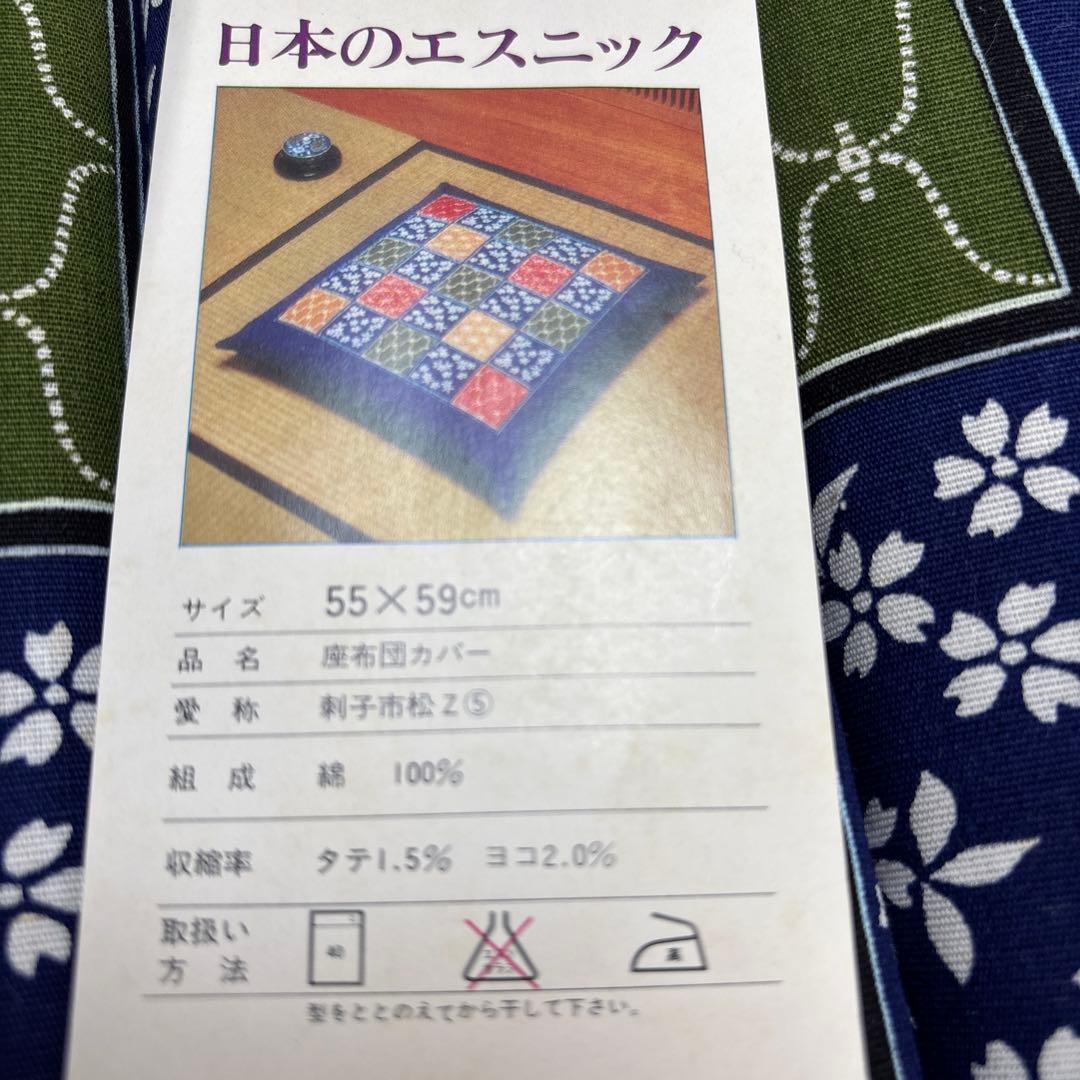 日本のエスニック
サイズ 55×59cm
品名 座布団カバー
愛称 刺子市松Z⑤
組成 綿 100%
収縮率 タテ1.5% ヨコ2.0%
取扱い
方法
40
高
型をととのえてから干して下さい。